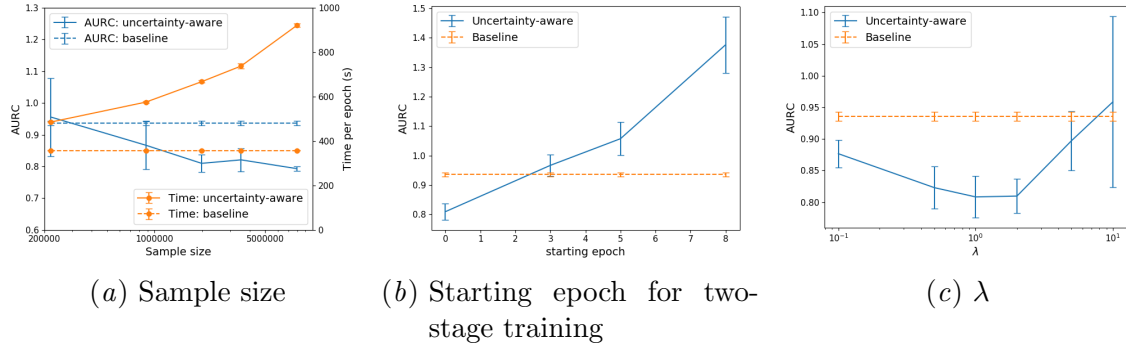 1.3
1.2
1.1
1.0
0.9
0.8
0.7
0.6
AURC
AURC: uncertainty-aware
AURC: baseline
Time: uncertainty-aware
Time: baseline
1000
800
600
400
200
0
Time per epoch (s)
200000
1000000
5000000
Sample size
(a) Sample size
1.5
1.4
1.3
1.2
1.1
1.0
0.9
0.8
AURC
Uncertainty-aware
Baseline
0
1
2
3
4
5
6
7
8
starting epoch
(b) Starting epoch for two-
stage training
1.10
1.05
1.00
0.95
0.90
0.85
0.80
AURC
Uncertainty-aware
Baseline
10⁻¹
10⁰
10¹
λ
(c) λ